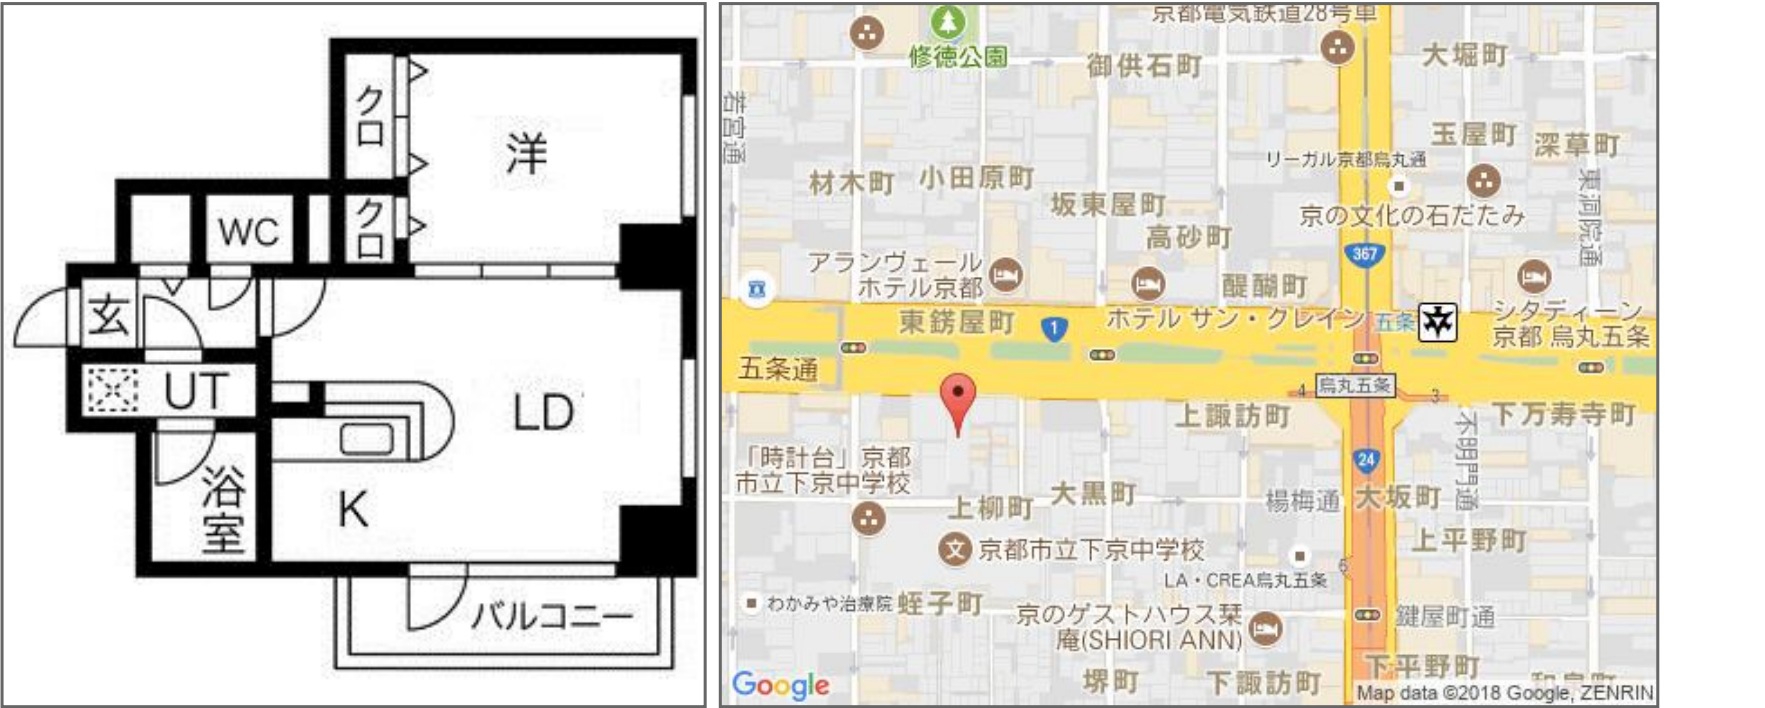 ク
ロ
洋
WC
ク
ロ
玄
UT
LD
浴
室
K
バルコニー
京都電気鉄道28号車
修徳公園
御供石町
大堀町
若宮通
玉屋町
深草町
リーガル京都烏丸通
材木町
小田原町
東洞院通
坂東屋町
京の文化の石だたみ
高砂町
367
アランヴェール
ホテル京都
醍醐町
シタディーン
京都 烏丸五条
東錺屋町
1
ホテル サン・クレイン
五条
五条通
4
烏丸五条
3
上諏訪町
下万寿寺町
不明門通
「時計台」京都
市立下京中学校
24
上柳町
大黒町
楊梅通
大坂町
文
京都市立下京中学校
上平野町
6
LA・CREA烏丸五条
わかみや治療院
蛭子町
京のゲストハウス栞
庵(SHIORI ANN)
鍵屋町通
下平野町
Google
堺町
下諏訪町
Map data ©2018 Google, ZENRIN